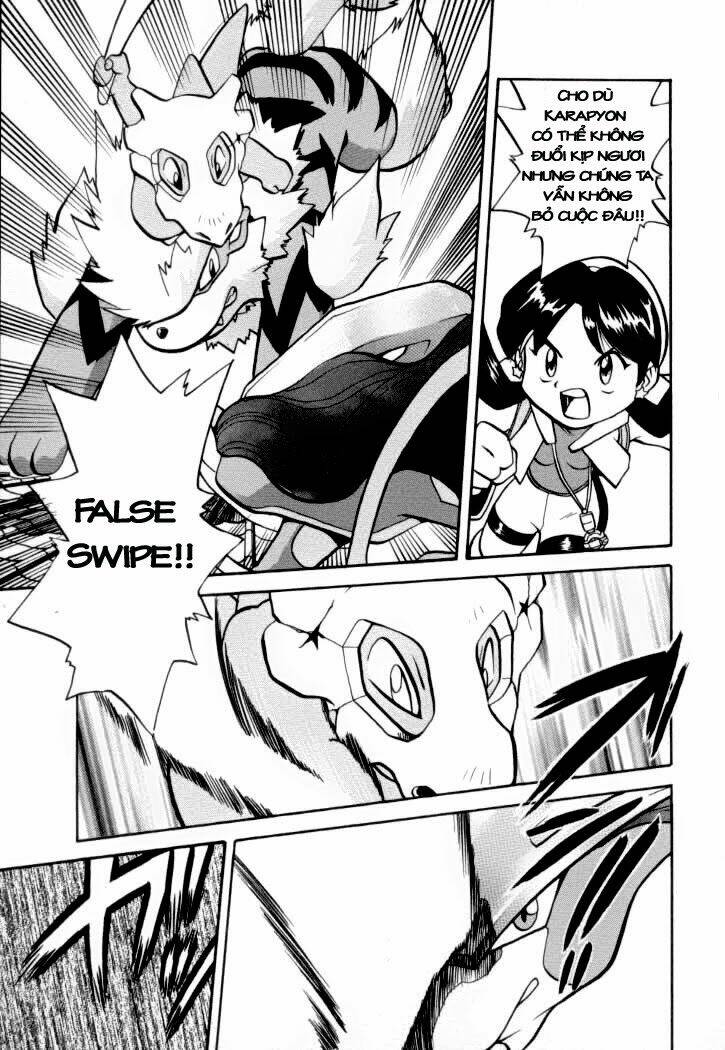 CHO DÙ
KARAPYON
CÓ THỂ KHÔNG
ĐUỔI KỊP NGƯƠI
NHƯNG CHÚNG TA
VẪN KHÔNG
BỎ CUỘC ĐÂU!!
FALSE
SWIPE!!